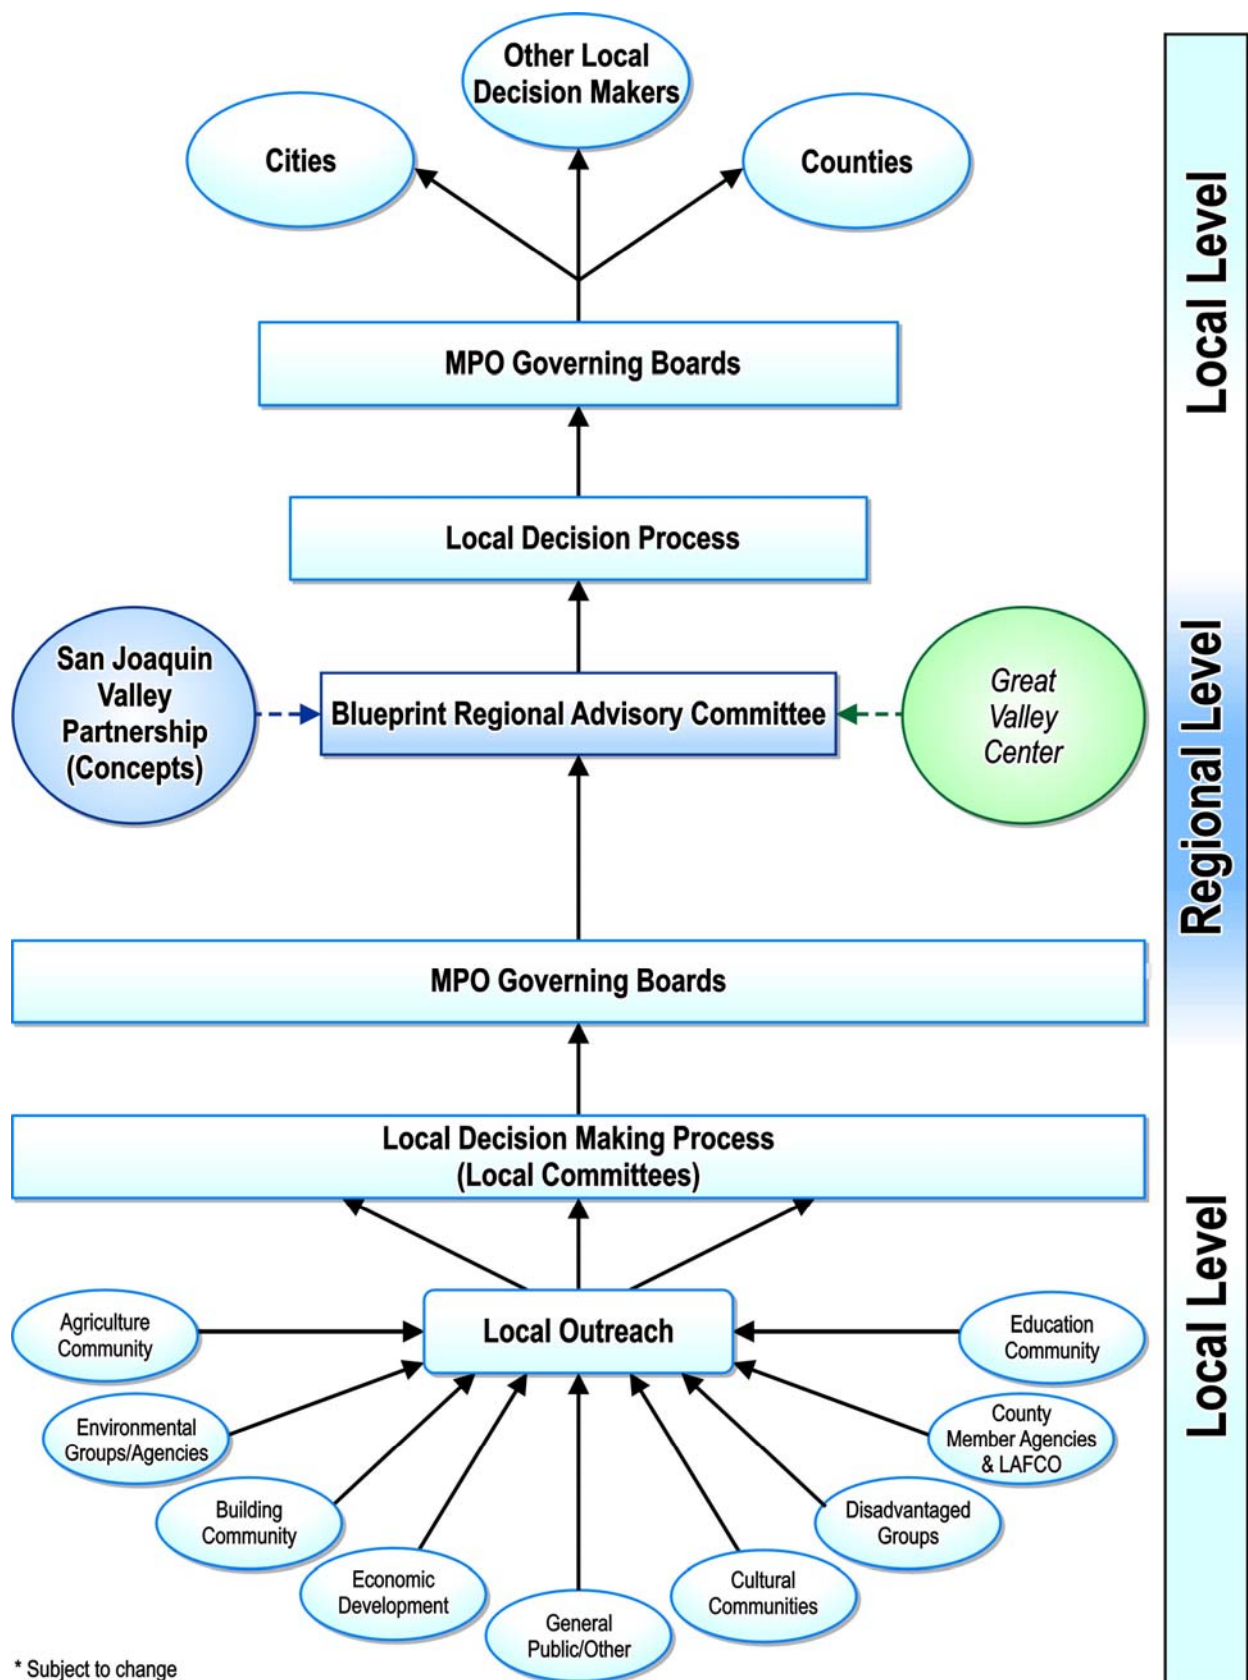 Other Local
Decision Makers
Cities
Counties
MPO Governing Boards
Local Decision Process
San Joaquin
Valley
Partnership
(Concepts)
Blueprint Regional Advisory Committee
Great
Valley
Center
MPO Governing Boards
Local Decision Making Process
(Local Committees)
Local Outreach
Agriculture
Community
Education
Community
Environmental
Groups/Agencies
County
Member Agencies
& LAFCO
Building
Community
Disadvantaged
Groups
Economic
Development
Cultural
Communities
General
Public/Other
* Subject to change
Local Level
Regional Level
Local Level